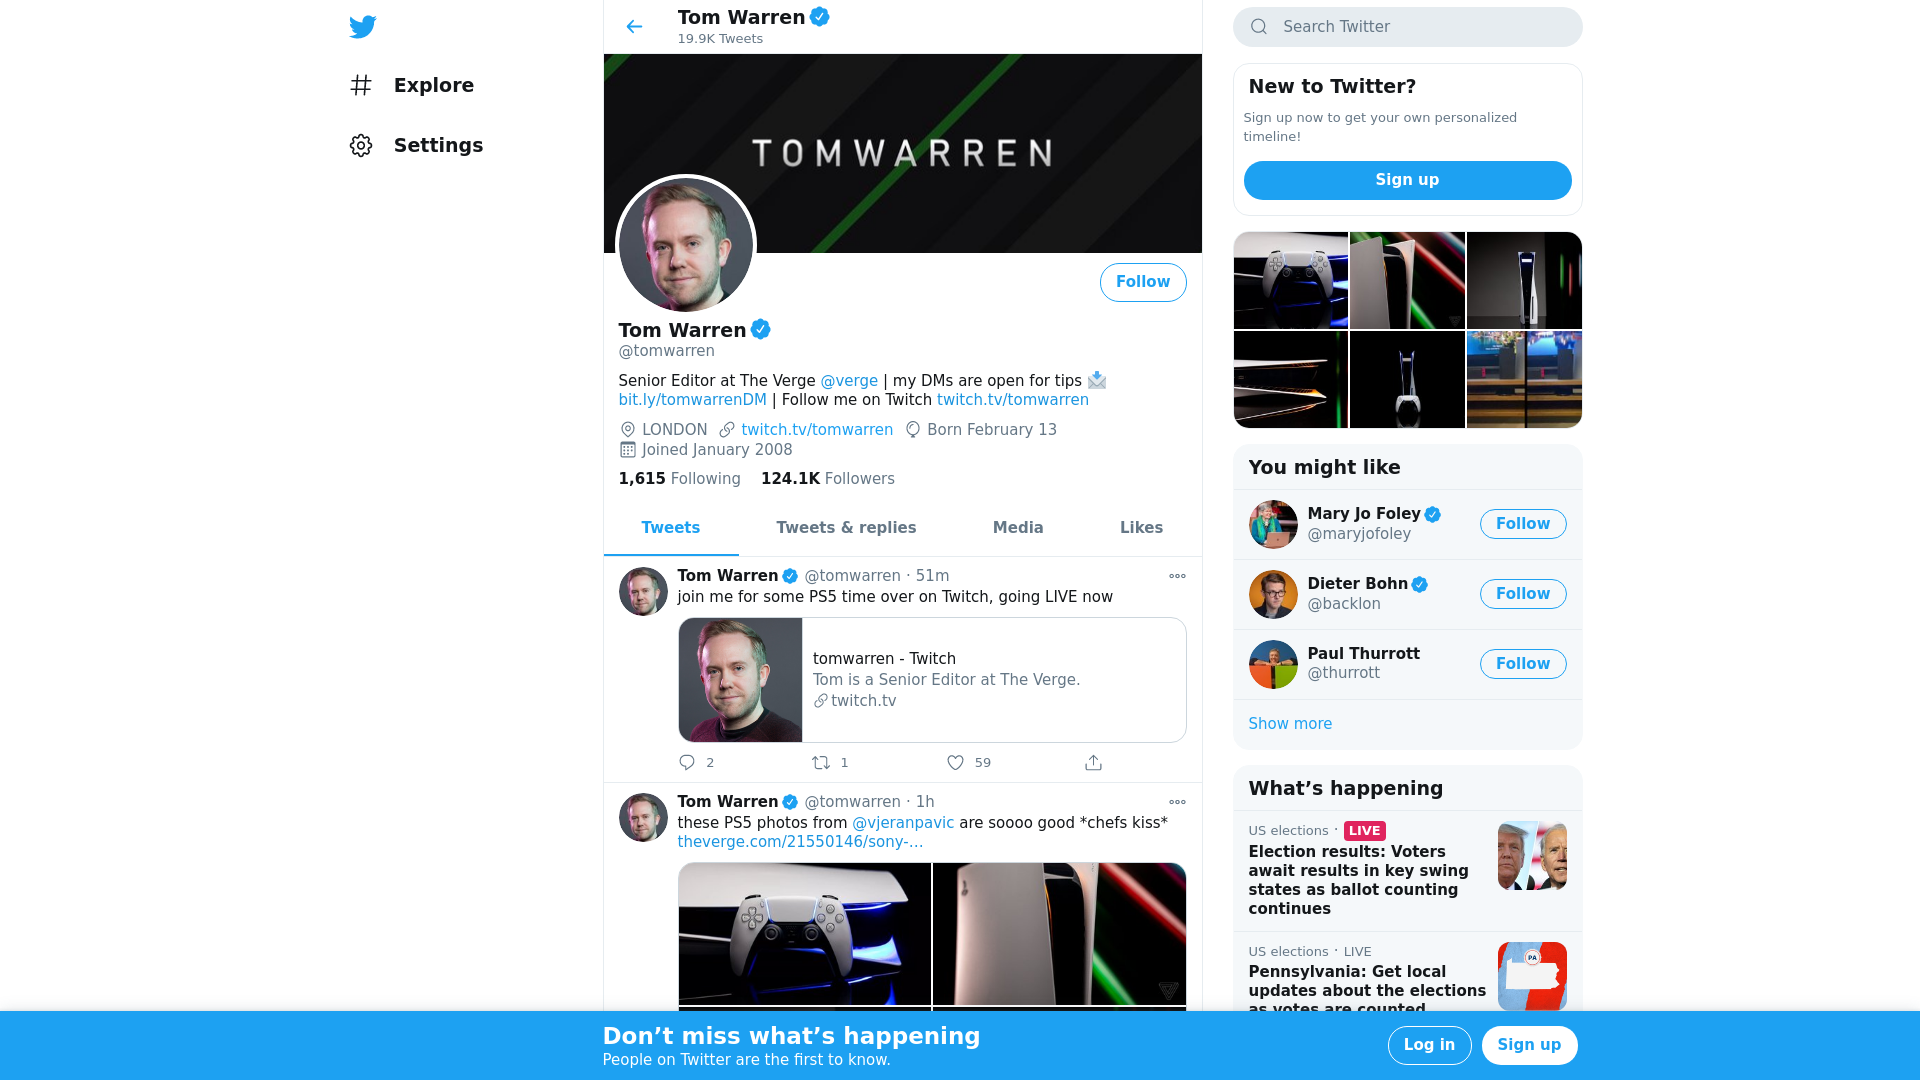 Explore
Settings
Tom Warren
19.9K Tweets
TOMWARREN
Follow
Tom Warren
@tomwarren
Senior Editor at The Verge @verge | my DMs are open for tips 📩
bit.ly/tomwarrenDM | Follow me on Twitch twitch.tv/tomwarren
LONDON twitch.tv/tomwarren Born February 13
Joined January 2008
1,615 Following 124.1K Followers
Tweets Tweets & replies Media Likes
Tom Warren @tomwarren · 51m
join me for some PS5 time over on Twitch, going LIVE now
tomwarren - Twitch
Tom is a Senior Editor at The Verge.
twitch.tv
2 1 59
Tom Warren @tomwarren · 1h
these PS5 photos from @vjeranpavic are soooo good *chefs kiss*
theverge.com/21550146/sony-…
Search Twitter
New to Twitter?
Sign up now to get your own personalized
timeline!
Sign up
You might like
Mary Jo Foley
@maryjofoley
Follow
Dieter Bohn
@backlon
Follow
Paul Thurrott
@thurrott
Follow
Show more
What’s happening
US elections · LIVE
Election results: Voters
await results in key swing
states as ballot counting
continues
US elections · LIVE
PA
Pennsylvania: Get local
updates about the elections
as votes are counted
Don’t miss what’s happening
People on Twitter are the first to know.
Log in
Sign up